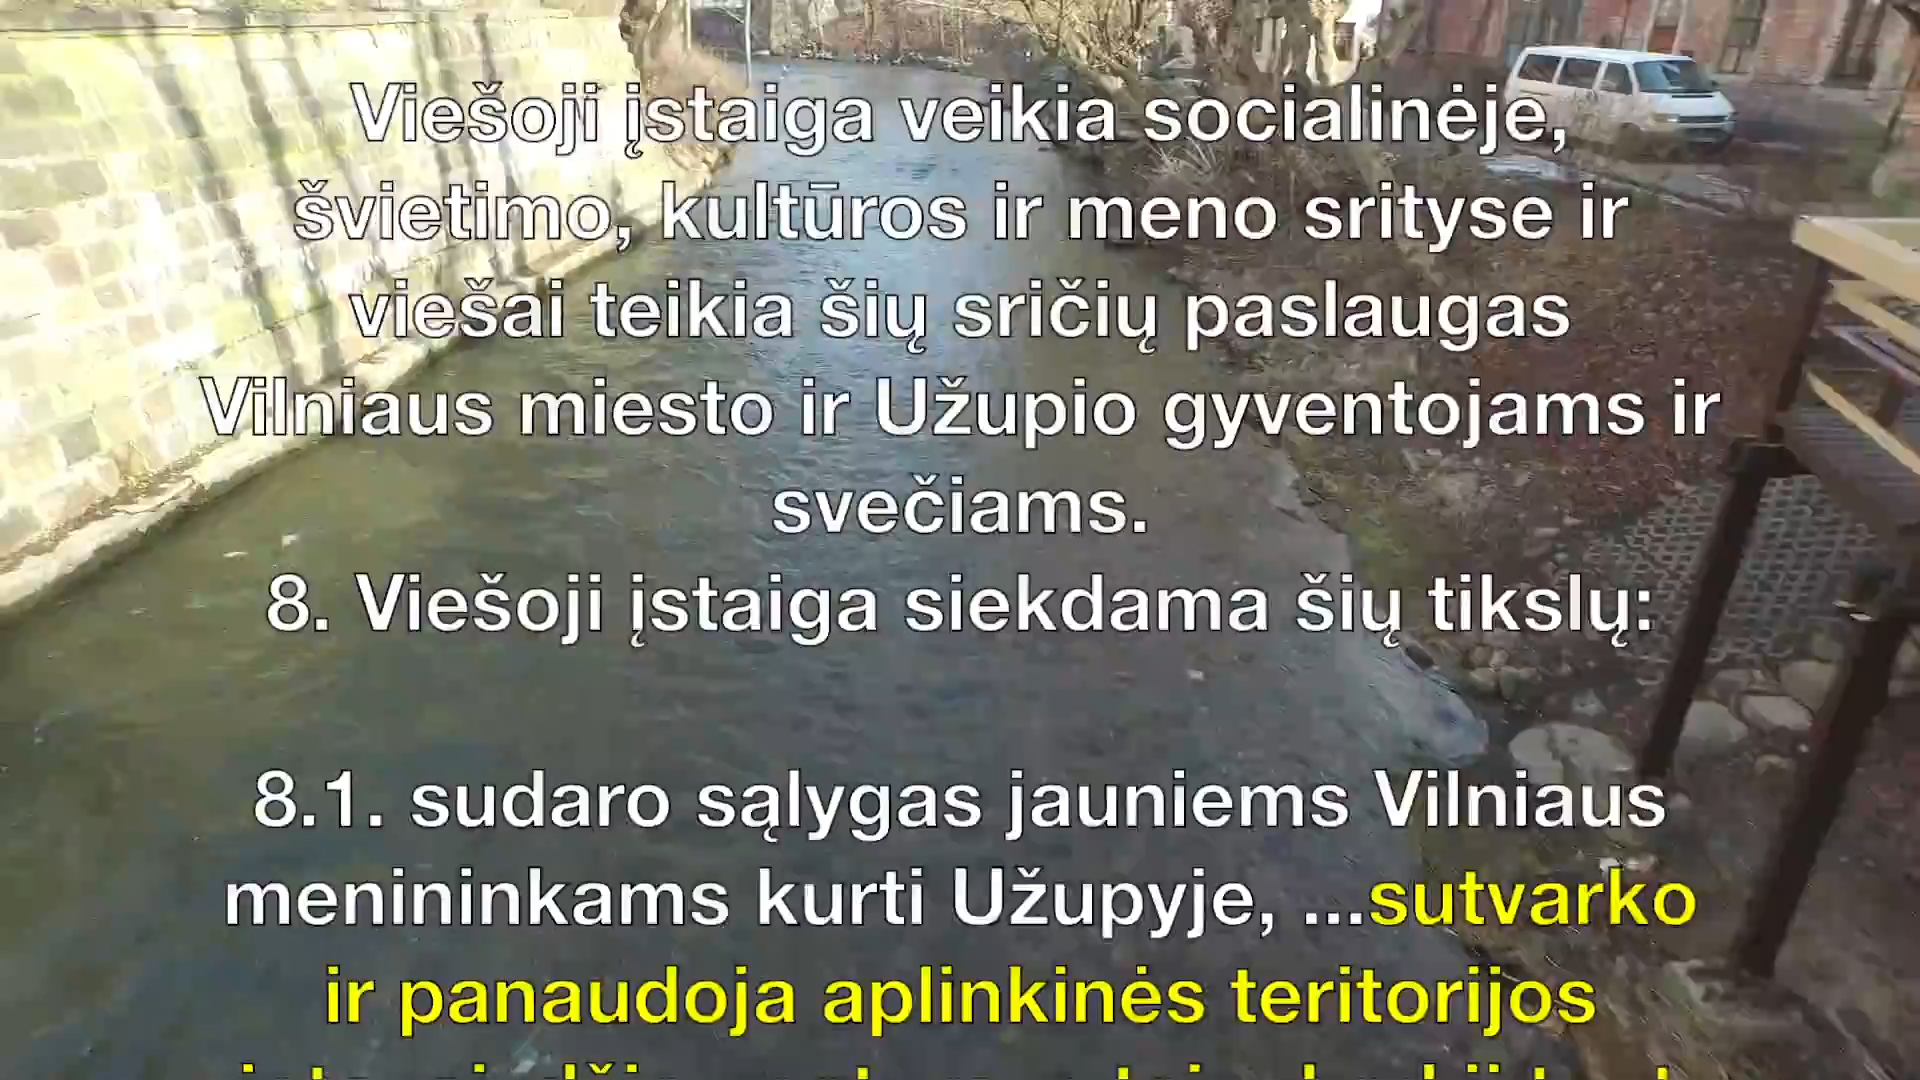 Viešoji įstaiga veikia socialinėje,
švietimo, kultūros ir meno srityse ir
viešai teikia šių sričių paslaugas
Vilniaus miesto ir Užupio gyventojams ir
svečiams.
8. Viešoji įstaiga siekdama šių tikslų:
8.1. sudaro sąlygas jauniems Vilniaus
menininkams kurti Užupyje, ...sutvarko
ir panaudoja aplinkinės teritorijos